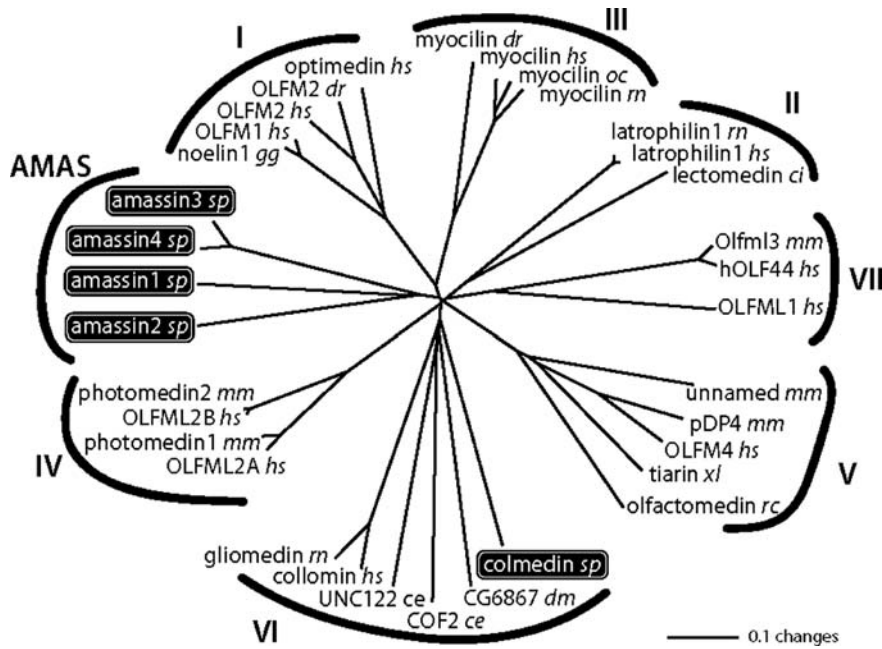 I
optimedin hs
OLFM2 dr
OLFM2 hs
OLFM1 hs
noelin1 gg
III
myocilin dr
myocilin hs
myocilin oc
myocilin rn
II
latrophilin1 rn
latrophilin1 hs
lectomedin ci
AMAS
amassin3 sp
amassin4 sp
amassin1 sp
amassin2 sp
VII
Olfml3 mm
hOLF44 hs
OLFML1 hs
IV
photomedin2 mm
OLFML2B hs
photomedin1 mm
OLFML2A hs
V
unnamed mm
pDP4 mm
OLFM4 hs
tiarin xl
olfactomedin rc
VI
gliomedin rn
collomin hs
UNC122 ce
COF2 ce
CG6867 dm
colmedin sp
0.1 changes